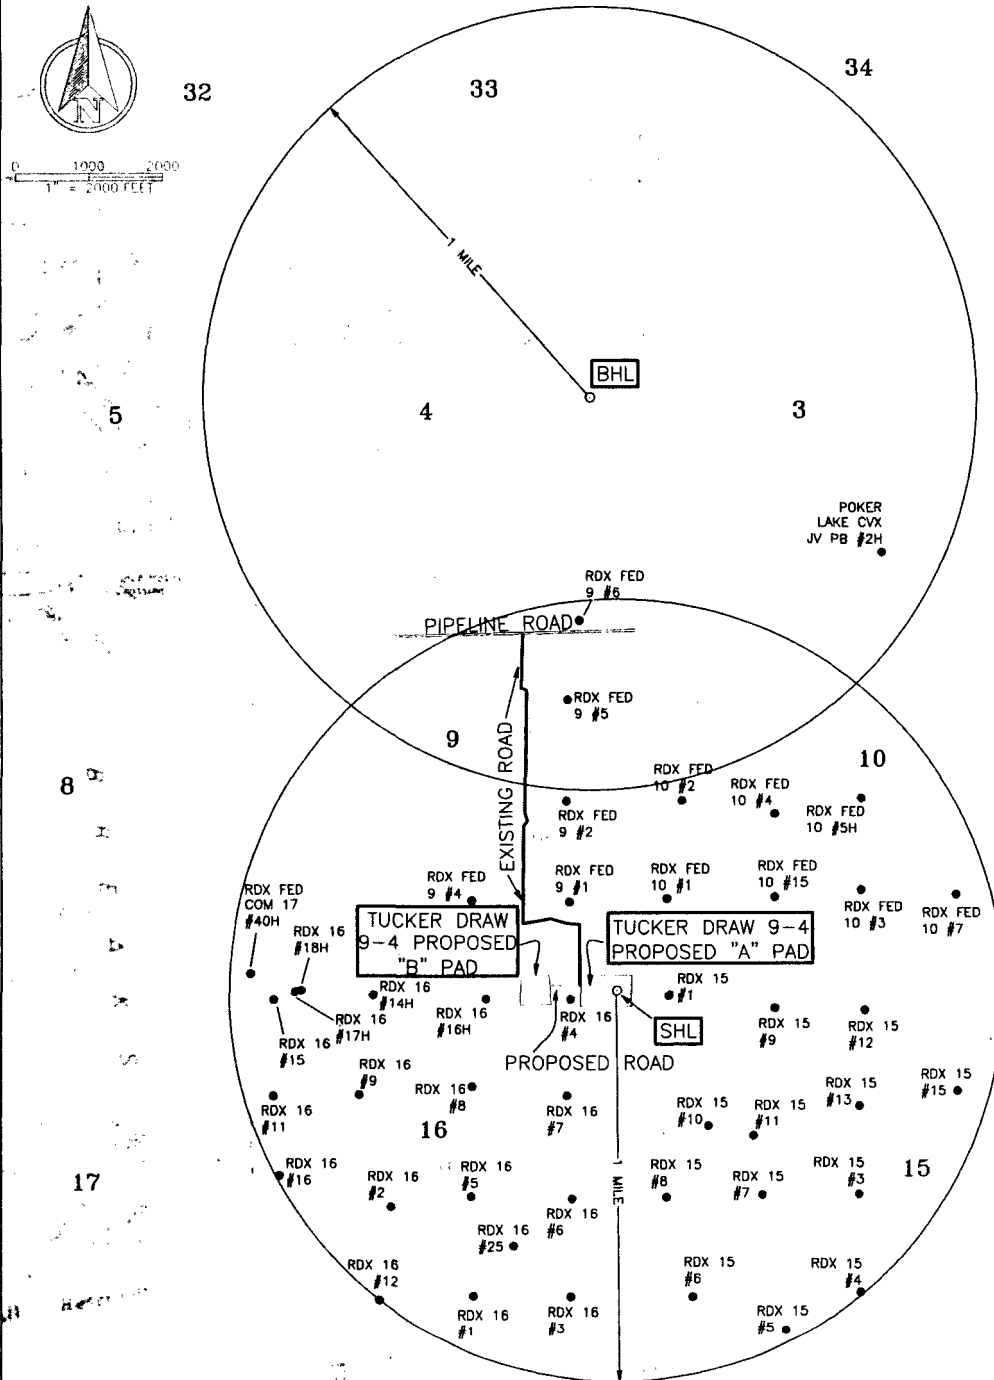 32
33
34
N
0 1000 2000
1" = 2000 FEET
1 MILE
BHL
5
4
3
POKER
LAKE CVX
JV PB #2H
RDX FED
9 #6
PIPELINE ROAD
RDX FED
9 #5
EXISTING ROAD
9
10
8
RDX FED
10 #2
RDX FED
10 #4
RDX FED
10 #5H
RDX FED
9 #2
RDX FED
9 #4
RDX FED
9 #1
RDX FED
10 #1
RDX FED
10 #15
RDX FED
10 #3
RDX FED
10 #7
RDX FED
COM 17
#40H
RDX 16
#18H
TUCKER DRAW
9-4 PROPOSED
"B" PAD
TUCKER DRAW 9-4
PROPOSED "A" PAD
RDX 16
#14H
RDX 16
#17H
RDX 16
#16H
RDX 16
#4
RDX 15
#1
SHL
RDX 15
#9
RDX 15
#12
RDX 16
#15
PROPOSED ROAD
RDX 16
#9
RDX 16
#8
RDX 16
#11
RDX 16
#7
RDX 15
#10
RDX 15
#11
RDX 15
#13
RDX 15
#15
16
15
17
RDX 16
#16
RDX 16
#2
RDX 16
#5
RDX 16
#6
RDX 15
#8
RDX 15
#7
RDX 15
#3
1 MILE
RDX 16
#25
RDX 16
#12
RDX 16
#1
RDX 16
#3
RDX 15
#6
RDX 15
#4
RDX 15
#5